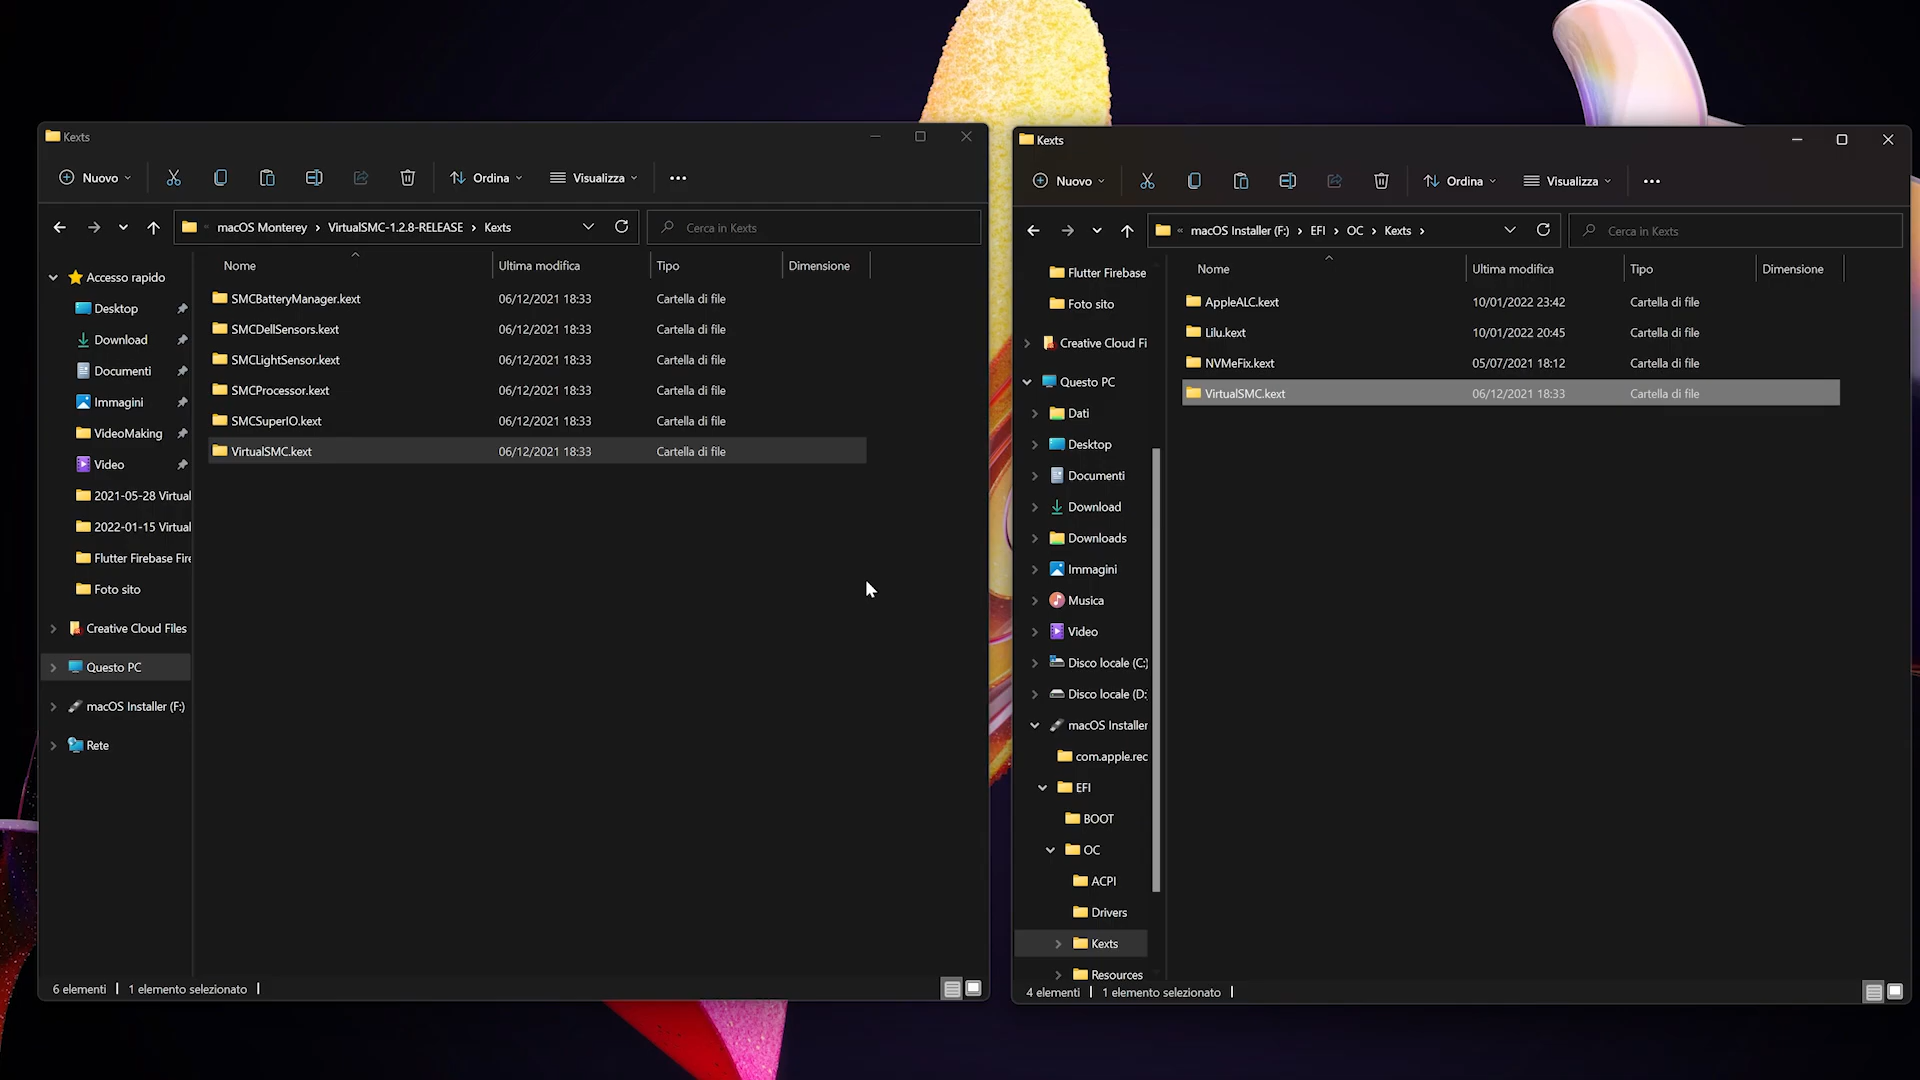 Kexts
Nuovo
Ordina
Visualizza
macOS Monterey › VirtualSMC-1.2.8-RELEASE › Kexts
Cerca in Kexts
Nome Ultima modifica Tipo Dimensione
Accesso rapido
Desktop
Download
Documenti
Immagini
VideoMaking
Video
2021-05-28 Virtual
2022-01-15 Virtual
Flutter Firebase Fire
Foto sito
Creative Cloud Files
Questo PC
macOS Installer (F:)
Rete
SMCBatteryManager.kext 06/12/2021 18:33 Cartella di file
SMCDellSensors.kext 06/12/2021 18:33 Cartella di file
SMCLightSensor.kext 06/12/2021 18:33 Cartella di file
SMCProcessor.kext 06/12/2021 18:33 Cartella di file
SMCSuperIO.kext 06/12/2021 18:33 Cartella di file
VirtualSMC.kext 06/12/2021 18:33 Cartella di file
6 elementi 1 elemento selezionato
Kexts
Nuovo
Ordina
Visualizza
« macOS Installer (F:) › EFI › OC › Kexts ›
Cerca in Kexts
Nome Ultima modifica Tipo Dimensione
Flutter Firebase
Foto sito
Creative Cloud Fi
Questo PC
Dati
Desktop
Documenti
Download
Downloads
Immagini
Musica
Video
Disco locale (C:)
Disco locale (D:
macOS Installer
com.apple.rec
EFI
BOOT
OC
ACPI
Drivers
Kexts
Resources
AppleALC.kext 10/01/2022 23:42 Cartella di file
Lilu.kext 10/01/2022 20:45 Cartella di file
NVMeFix.kext 05/07/2021 18:12 Cartella di file
VirtualSMC.kext 06/12/2021 18:33 Cartella di file
4 elementi 1 elemento selezionato